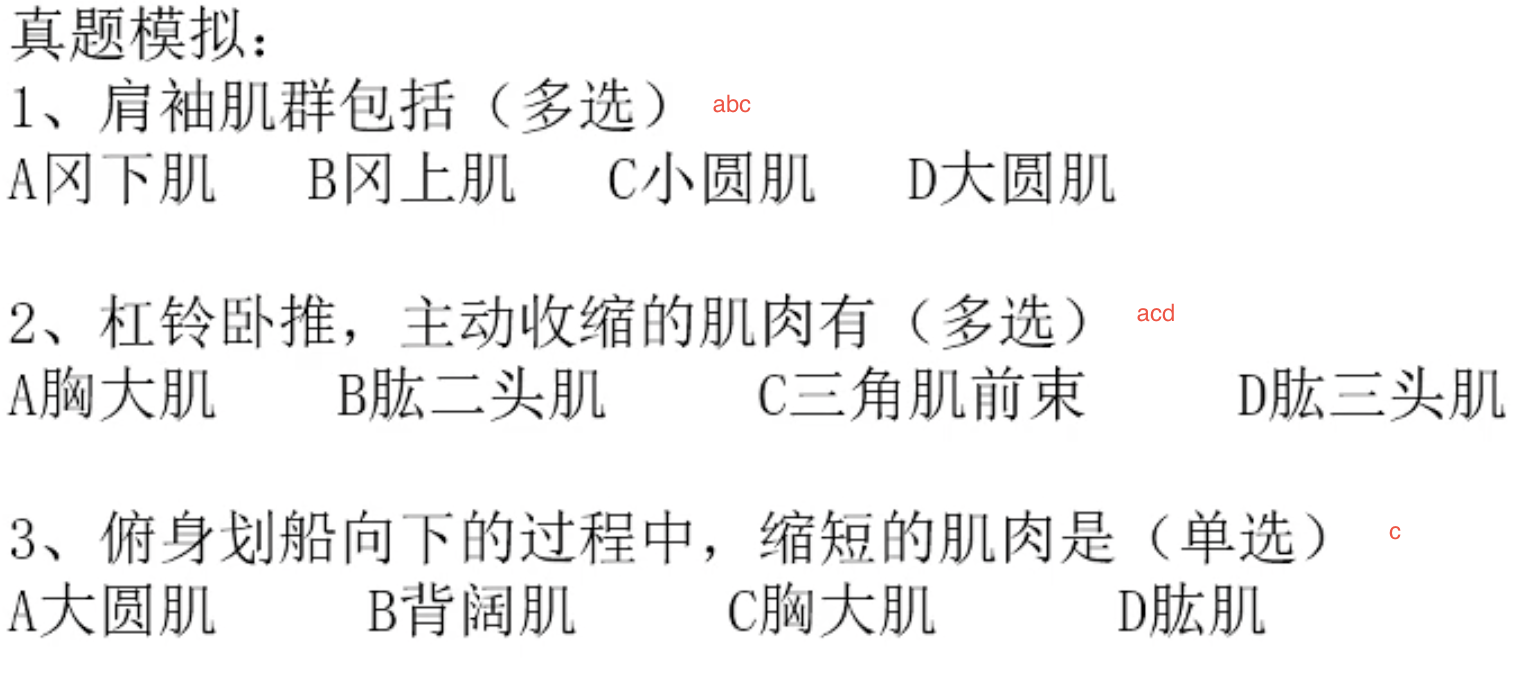 真题模拟：
1、肩袖肌群包括（多选） abc
A冈下肌 B冈上肌 C小圆肌 D大圆肌
2、杠铃卧推，主动收缩的肌肉有（多选） acd
A胸大肌 B肱二头肌 C三角肌前束 D肱三头肌
3、俯身划船向下的过程中，缩短的肌肉是（单选） c
A大圆肌 B背阔肌 C胸大肌 D肱肌